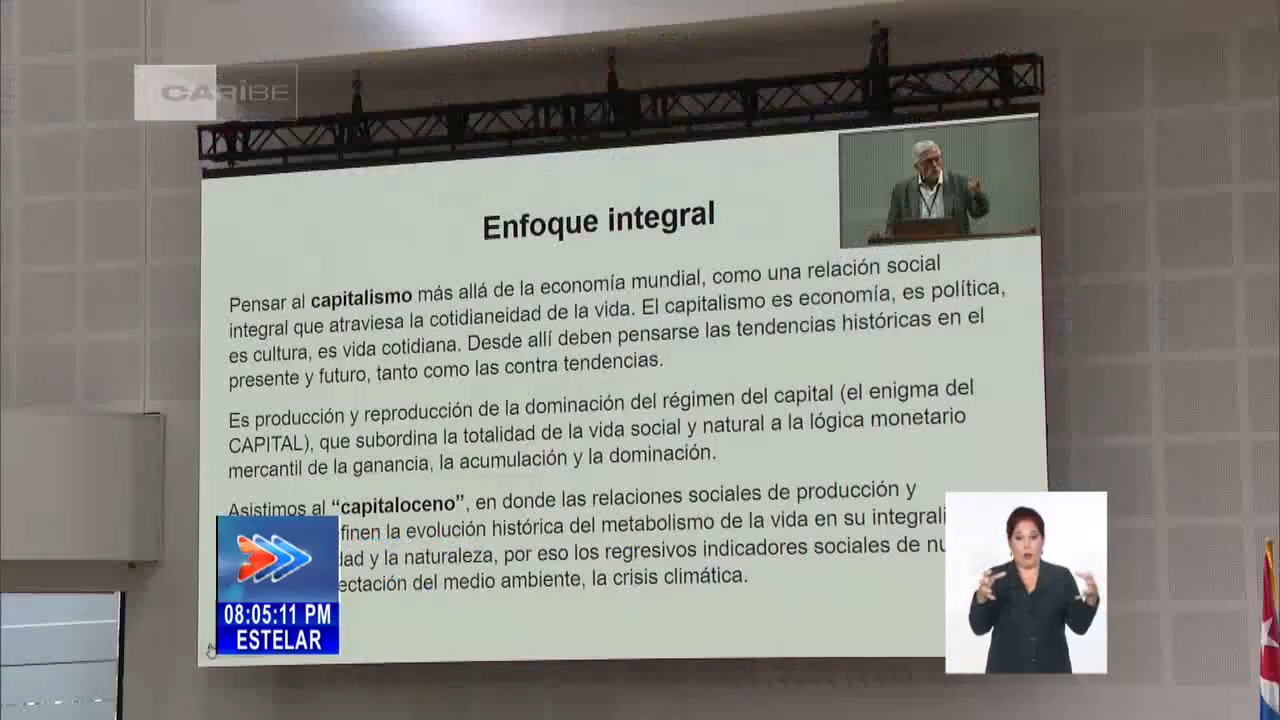 CARIBE
Enfoque integral
Pensar al capitalismo más allá de la economía mundial, como una relación social
integral que atraviesa la cotidianeidad de la vida. El capitalismo es economía, es política,
es cultura, es vida cotidiana. Desde allí deben pensarse las tendencias históricas en el
presente y futuro, tanto como las contra tendencias.
Es producción y reproducción de la dominación del régimen del capital (el enigma del
CAPITAL), que subordina la totalidad de la vida social y natural a la lógica monetario
mercantil de la ganancia, la acumulación y la dominación.
Asistimos al “capitaloceno”, en donde las relaciones sociales de producción y
la evolución histórica del metabolismo de la vida en su
y la naturaleza, por eso los regresivos indicadores sociales de
del medio ambiente, la crisis climática.
08:05:11 PM
ESTELAR